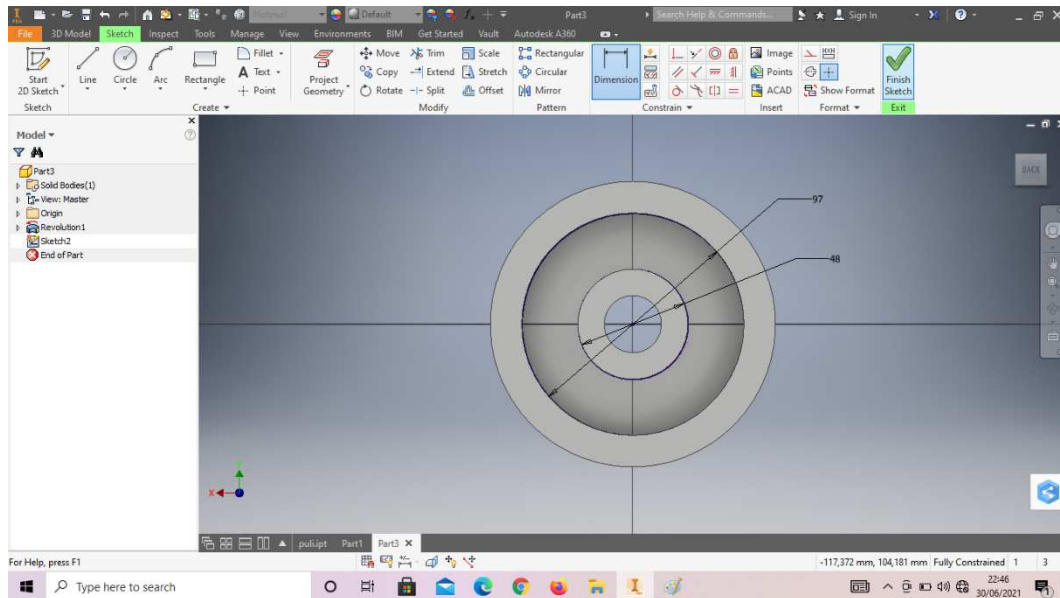 Material
Default
Part3
Search Help & Commands...
Sign In
File 3D Model Sketch Inspect Tools Manage View Environments BIM Get Started Vault Autodesk A360
Start
2D Sketch
Line
Circle
Arc
Rectangle
Fillet
Text
Point
Project
Geometry
Move
Copy
Rotate
Trim
Extend
Split
Scale
Stretch
Offset
Rectangular
Circular
Mirror
Dimension
Image
Points
ACAD
Show Format
Finish
Sketch
Sketch Create Modify Pattern Constrain Insert Format Exit
Model
Part3
Solid Bodies(1)
View: Master
Origin
Revolution1
Sketch2
End of Part
BACK
97
48
Y
X
puli.ipt Part1 Part3
For Help, press F1
-117,372 mm, 104,181 mm Fully Constrained 1 3
Type here to search
22:46
30/06/2021